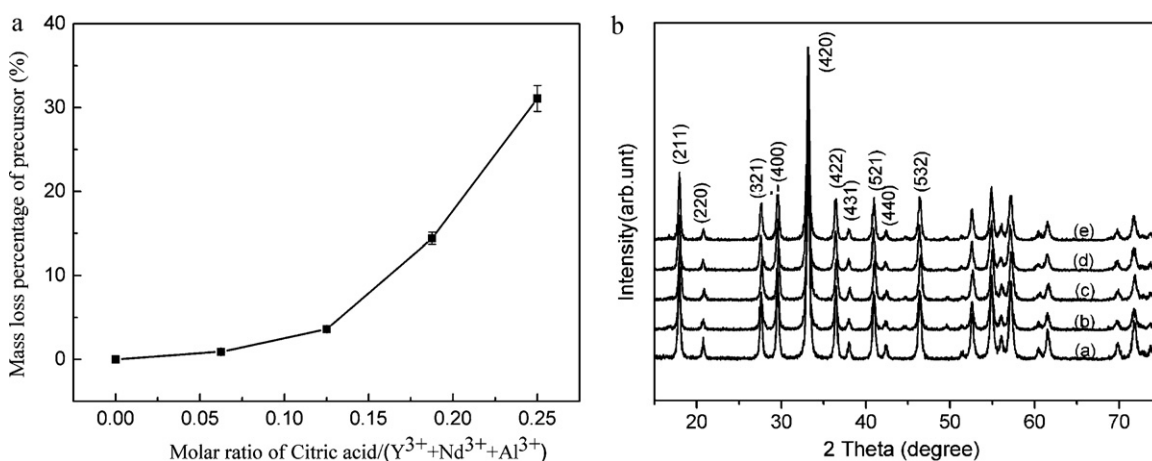 a
Mass loss percentage of precursor (%)
40
30
20
10
0
0.00 0.05 0.10 0.15 0.20 0.25
Molar ratio of Citric acid/(Y³⁺+Nd³⁺+Al³⁺)
b
Intensity(arb.unt)
(211)
(220)
(321)
(400)
(420)
(422)
(431)
(521)
(440)
(532)
(e)
(d)
(c)
(b)
(a)
20 30 40 50 60 70
2 Theta (degree)